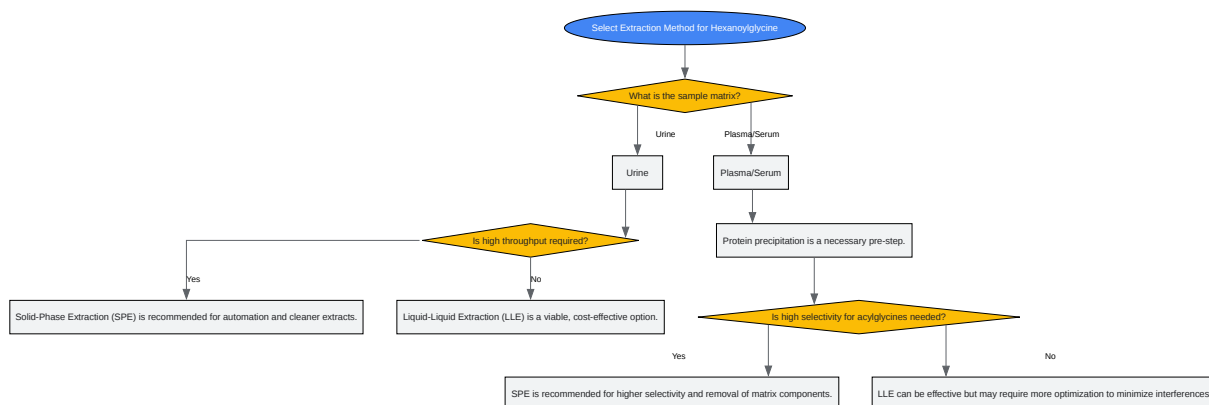 Select Extraction Method for Hexanoylglycine
What is the sample matrix?
Urine
Plasma/Serum
Urine
Plasma/Serum
Is high throughput required?
Protein precipitation is a necessary pre-step.
Yes
No
Solid-Phase Extraction (SPE) is recommended for automation and cleaner extracts.
Liquid-Liquid Extraction (LLE) is a viable, cost-effective option.
Is high selectivity for acylglycines needed?
Yes
No
SPE is recommended for higher selectivity and removal of matrix components.
LLE can be effective but may require more optimization to minimize interferences